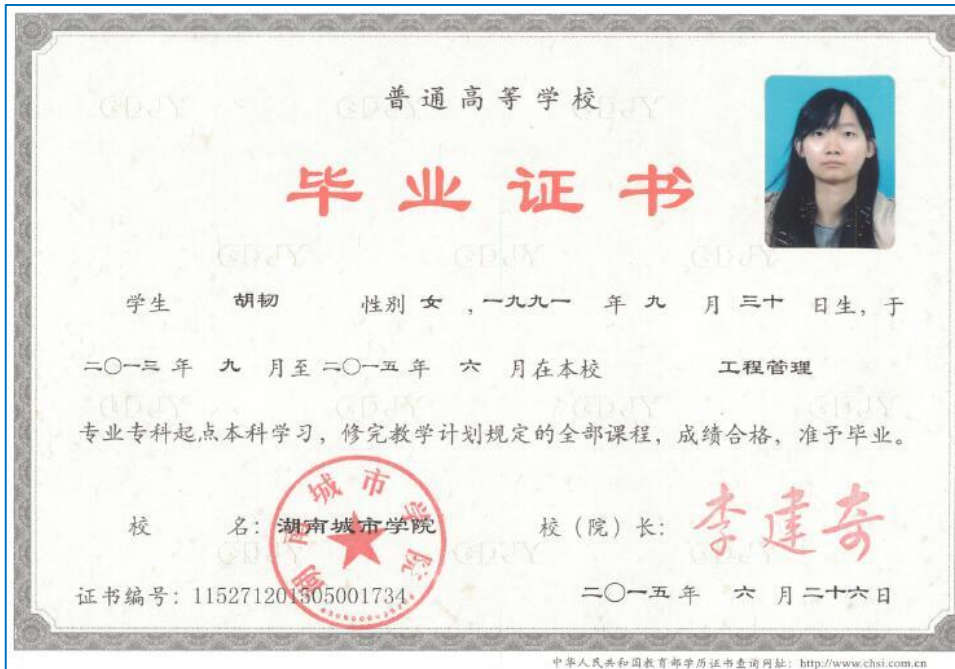 普通高等学校
毕业证书
学生 胡韧 性别 女 ，一九九一 年 九 月 三十 日生，于
二〇一三 年 九 月至 二〇一五 年 六 月在本校 工程管理
专业专科起点本科学习，修完教学计划规定的全部课程，成绩合格，准予毕业。
校 名：湖南城市学院 校（院）长：李建奇
湖南城市学院
证书编号：115271201505001734 二〇一五 年 六 月二十六日
中华人民共和国教育部学历证书查询网址：http://www.chsi.com.cn